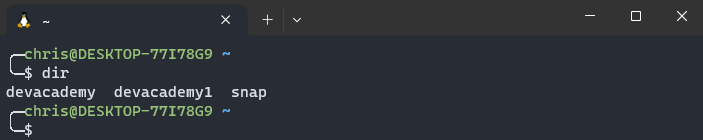 ~
╭─chris@DESKTOP-77I78G9 ~
╰─$ dir
devacademy  devacademy1  snap
╭─chris@DESKTOP-77I78G9 ~
╰─$